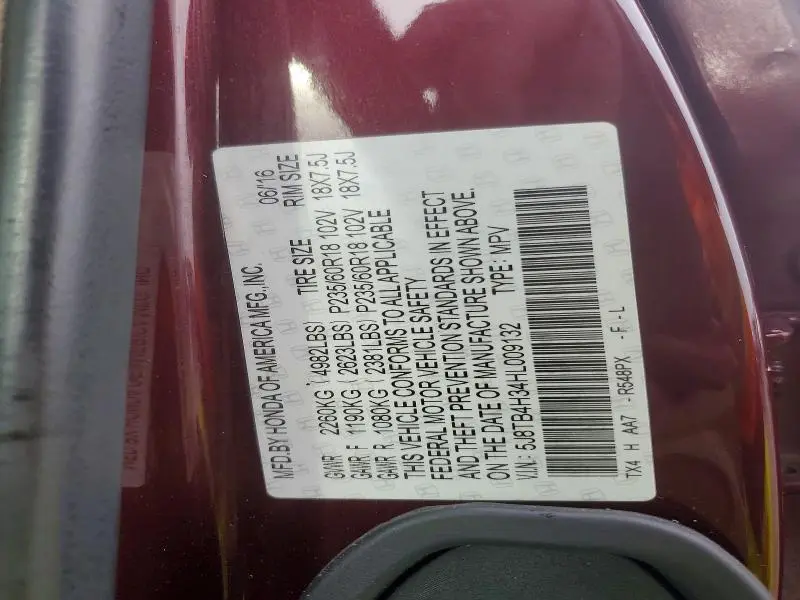 MFD. BY HONDA OF AMERICA MFG., INC. 06/16
GVWR 2260KG ( 4982LBS) TIRE SIZE RIM SIZE
GAWR F 1190KG ( 2623LBS) P235/60R18 102V 18X7.5J
GAWR R 1080KG ( 2381LBS) P235/60R18 102V 18X7.5J
THIS VEHICLE CONFORMS TO ALL APPLICABLE
FEDERAL MOTOR VEHICLE SAFETY
AND THEFT PREVENTION STANDARDS IN EFFECT
ON THE DATE OF MANUFACTURE SHOWN ABOVE.
V.I.N.: 5J8TB4H34HL009132 TYPE: MPV
TX4 H AA7 -R548PX -F -L